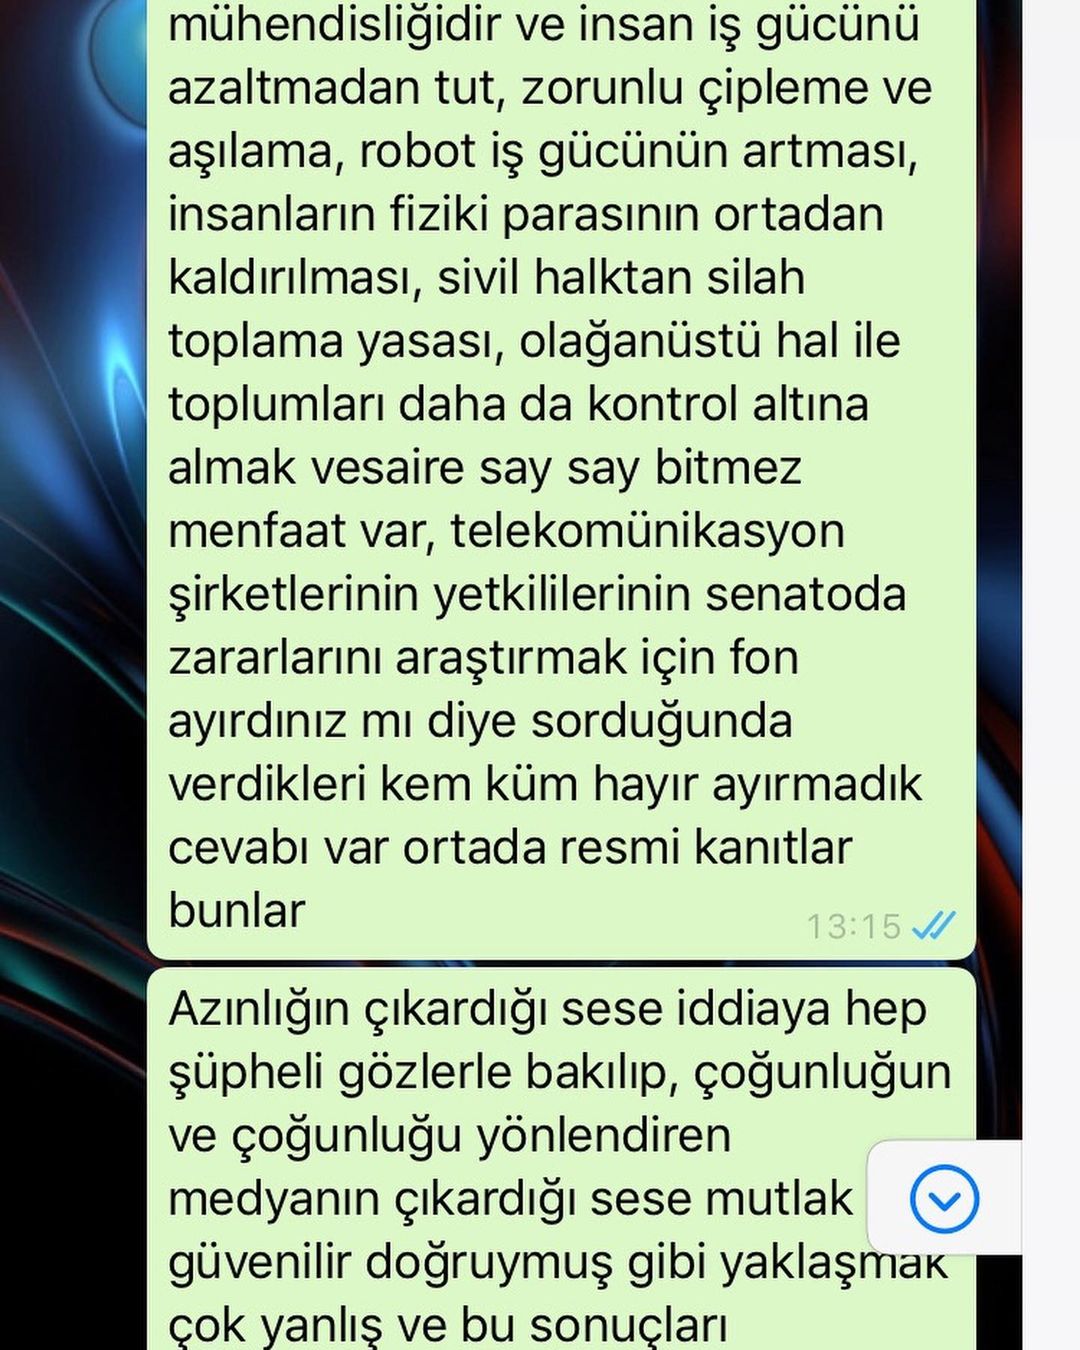 mühendisliğidir ve insan iş gücünü
azaltmadan tut, zorunlu çipleme ve
aşılama, robot iş gücünün artması,
insanların fiziki parasının ortadan
kaldırılması, sivil halktan silah
toplama yasası, olağanüstü hal ile
toplumları daha da kontrol altına
almak vesaire say say bitmez
menfaat var, telekomünikasyon
şirketlerinin yetkililerinin senatoda
zararlarını araştırmak için fon
ayırdınız mı diye sorduğunda
verdikleri kem küm hayır ayırmadık
cevabı var ortada resmi kanıtlar
bunlar
13:15
Azınlığın çıkardığı sese iddiaya hep
şüpheli gözlerle bakılıp, çoğunluğun
ve çoğunluğu yönlendiren
medyanın çıkardığı sese mutlak
güvenilir doğruymuş gibi yaklaşmak
çok yanlış ve bu sonuçları